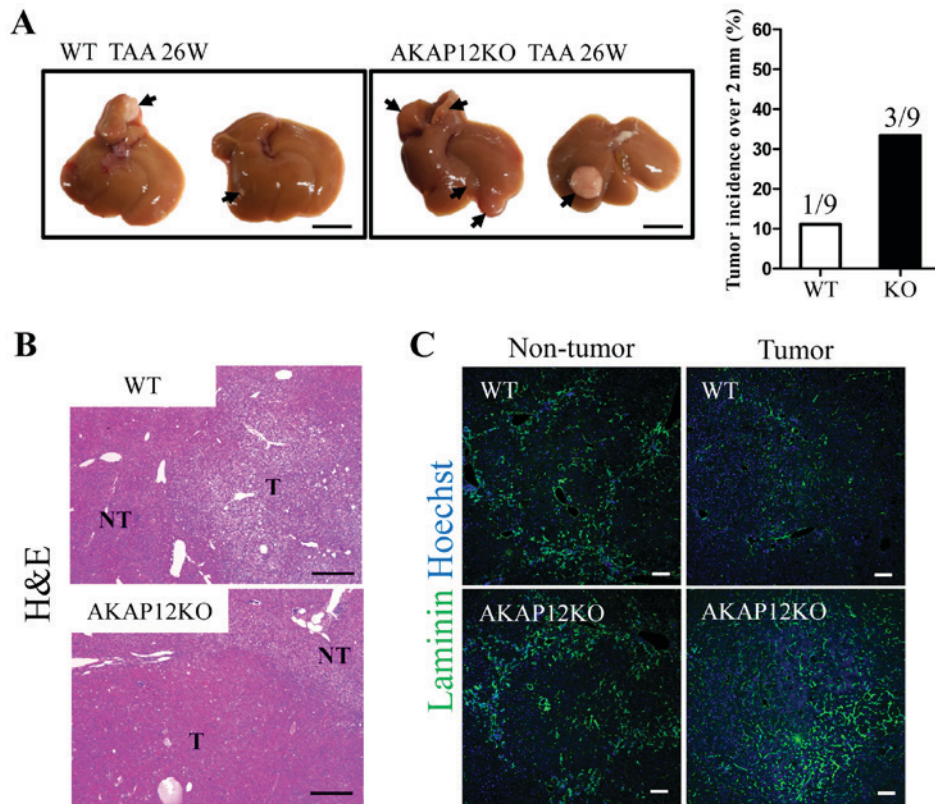 A
WT TAA 26W
AKAP12KO TAA 26W
Tumor incidence over 2 mm (%)
60
50
40
30
20
10
0
1/9
3/9
WT
KO
B
H&E
WT
NT
T
AKAP12KO
NT
T
C
Non-tumor
Tumor
Laminin Hoechst
WT
WT
AKAP12KO
AKAP12KO